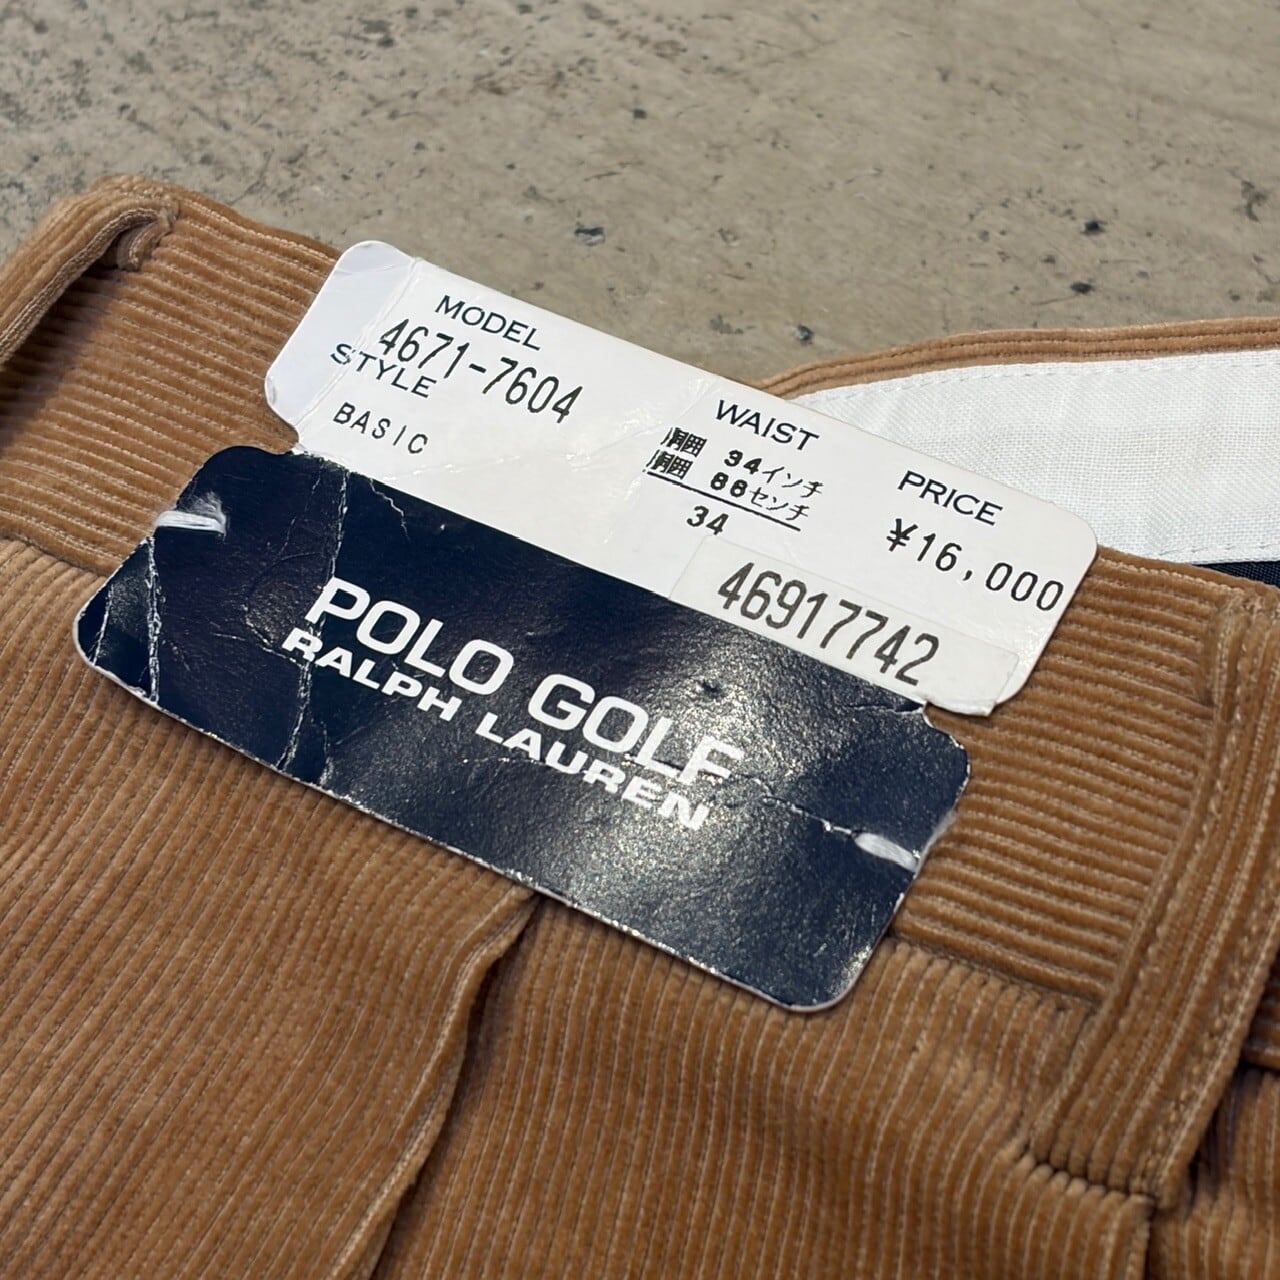 MODEL
4671-7604
STYLE
BASIC
WAIST
胴囲 34インチ
胴囲 86センチ
34
PRICE
¥16,000
46917742
POLO GOLF
RALPH LAUREN